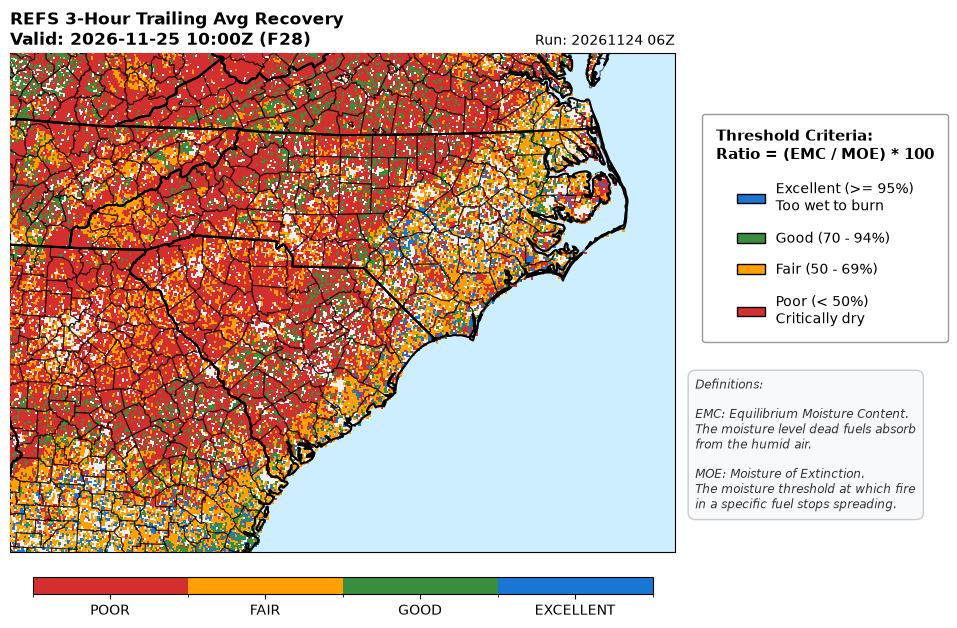 REFS 3-Hour Trailing Avg Recovery
Valid: 2026-11-25 10:00Z (F28)
Run: 20261124 06Z
Threshold Criteria:
Ratio = (EMC / MOE) * 100
Excellent (>= 95%)
Too wet to burn
Good (70 - 94%)
Fair (50 - 69%)
Poor (< 50%)
Critically dry
Definitions:
EMC: Equilibrium Moisture Content.
The moisture level dead fuels absorb
from the humid air.
MOE: Moisture of Extinction.
The moisture threshold at which fire
in a specific fuel stops spreading.
POOR
FAIR
GOOD
EXCELLENT